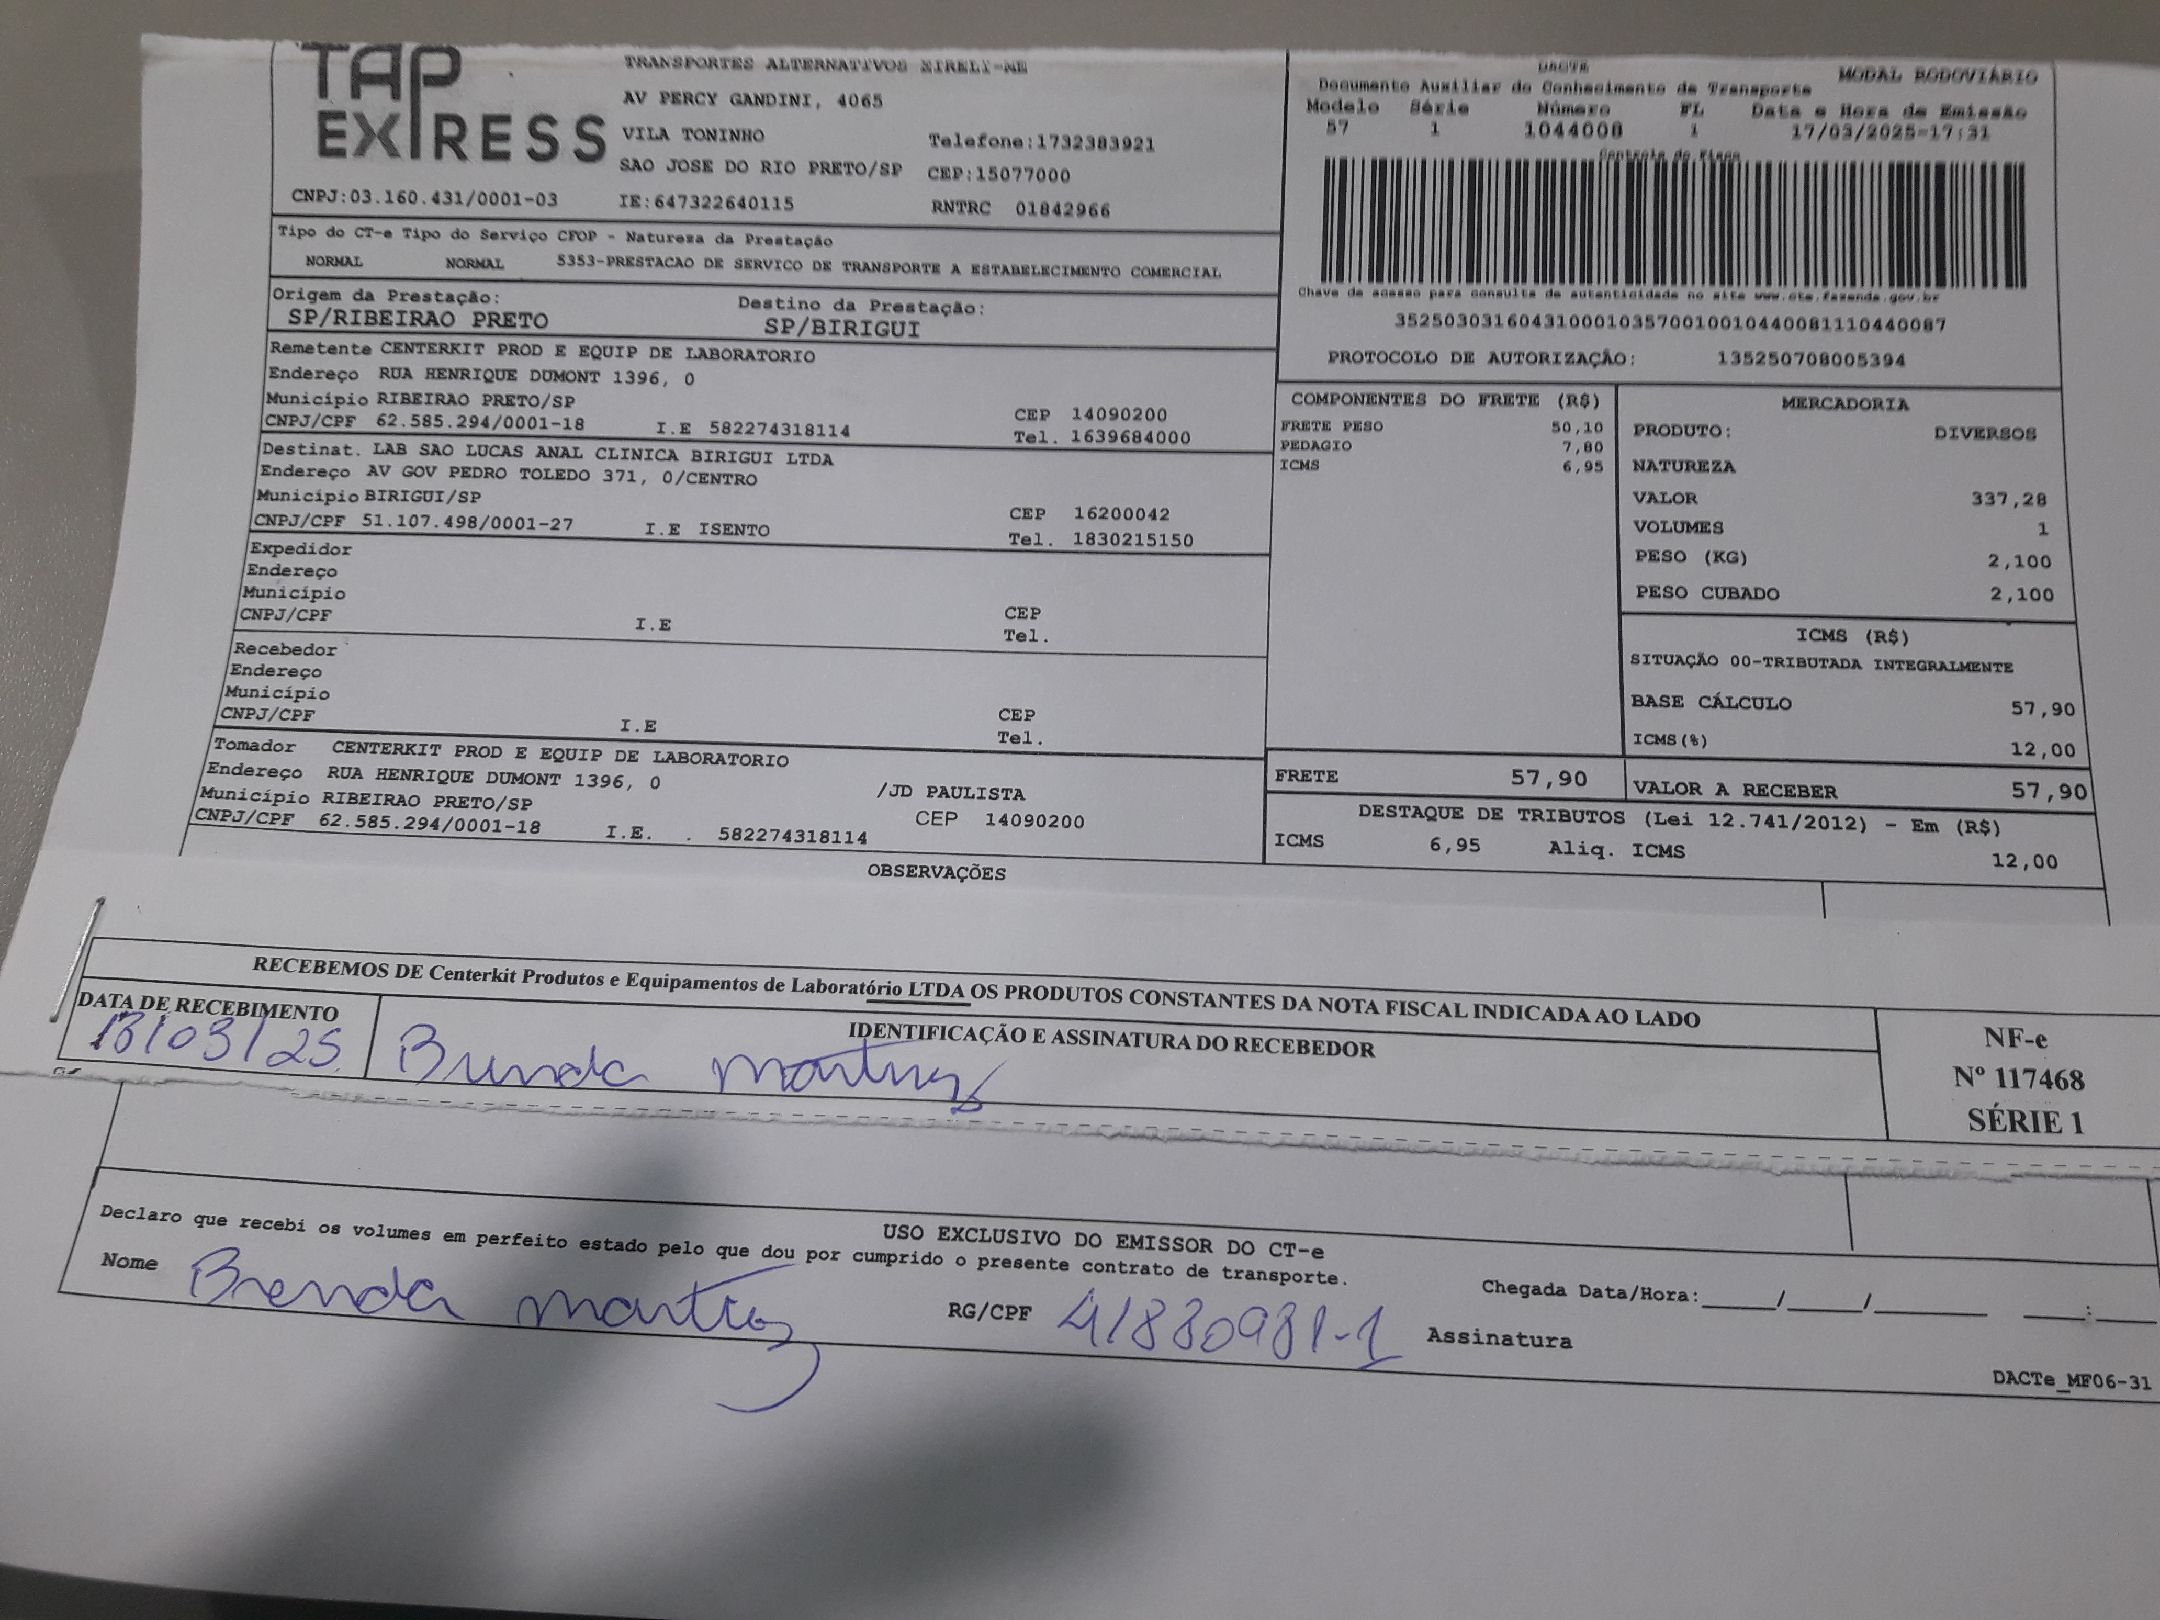 TAP EXPRESS
TRANSPORTES ALTERNATIVOS EIRELI-ME
AV PERCY GANDINI, 4065
VILA TONINHO Telefone:1732383921
SAO JOSE DO RIO PRETO/SP CEP:15077000
CNPJ:03.160.431/0001-03 IE:647322640115 RNTRC 01842966
DACTE MODAL RODOVIÁRIO
Documento Auxiliar do Conhecimento de Transporte
Modelo Série Número FL Data e Hora de Emissão
57 1 1044008 1 17/03/2025-17:31
Controle do Fisco
Chave de acesso para consulta de autenticidade no site www.cte.fazenda.gov.br
35250303160431000103570010010440081110440087
PROTOCOLO DE AUTORIZAÇÃO: 135250708005394
Tipo do CT-e Tipo do Serviço CFOP - Natureza da Prestação
NORMAL NORMAL 5353-PRESTACAO DE SERVICO DE TRANSPORTE A ESTABELECIMENTO COMERCIAL
Origem da Prestação: Destino da Prestação:
SP/RIBEIRAO PRETO SP/BIRIGUI
Remetente CENTERKIT PROD E EQUIP DE LABORATORIO
Endereço RUA HENRIQUE DUMONT 1396, 0
Município RIBEIRAO PRETO/SP CEP 14090200
CNPJ/CPF 62.585.294/0001-18 I.E 582274318114 Tel. 1639684000
Destinat. LAB SAO LUCAS ANAL CLINICA BIRIGUI LTDA
Endereço AV GOV PEDRO TOLEDO 371, 0/CENTRO
Município BIRIGUI/SP CEP 16200042
CNPJ/CPF 51.107.498/0001-27 I.E ISENTO Tel. 1830215150
Expedidor
Endereço
Município CEP
CNPJ/CPF I.E Tel.
Recebedor
Endereço
Município CEP
CNPJ/CPF I.E Tel.
Tomador CENTERKIT PROD E EQUIP DE LABORATORIO
Endereço RUA HENRIQUE DUMONT 1396, 0 /JD PAULISTA
Município RIBEIRAO PRETO/SP CEP 14090200
CNPJ/CPF 62.585.294/0001-18 I.E. . 582274318114
COMPONENTES DO FRETE (R$)
FRETE PESO 50,10
PEDAGIO 7,80
ICMS 6,95
MERCADORIA
PRODUTO: DIVERSOS
NATUREZA
VALOR 337,28
VOLUMES 1
PESO (KG) 2,100
PESO CUBADO 2,100
ICMS (R$)
SITUAÇÃO 00-TRIBUTADA INTEGRALMENTE
BASE CÁLCULO 57,90
ICMS(%) 12,00
FRETE 57,90 VALOR A RECEBER 57,90
DESTAQUE DE TRIBUTOS (Lei 12.741/2012) - Em (R$)
ICMS 6,95 Aliq. ICMS 12,00
OBSERVAÇÕES
RECEBEMOS DE Centerkit Produtos e Equipamentos de Laboratório LTDA OS PRODUTOS CONSTANTES DA NOTA FISCAL INDICADA AO LADO
DATA DE RECEBIMENTO IDENTIFICAÇÃO E ASSINATURA DO RECEBEDOR
18/03/25 Brenda Martins
NF-e
Nº 117468
SÉRIE 1
USO EXCLUSIVO DO EMISSOR DO CT-e
Declaro que recebi os volumes em perfeito estado pelo que dou por cumprido o presente contrato de transporte.
Nome Brenda Martins RG/CPF 41830981-1 Assinatura
Chegada Data/Hora:____/____/______ ___:___
DACTe_MF06-31